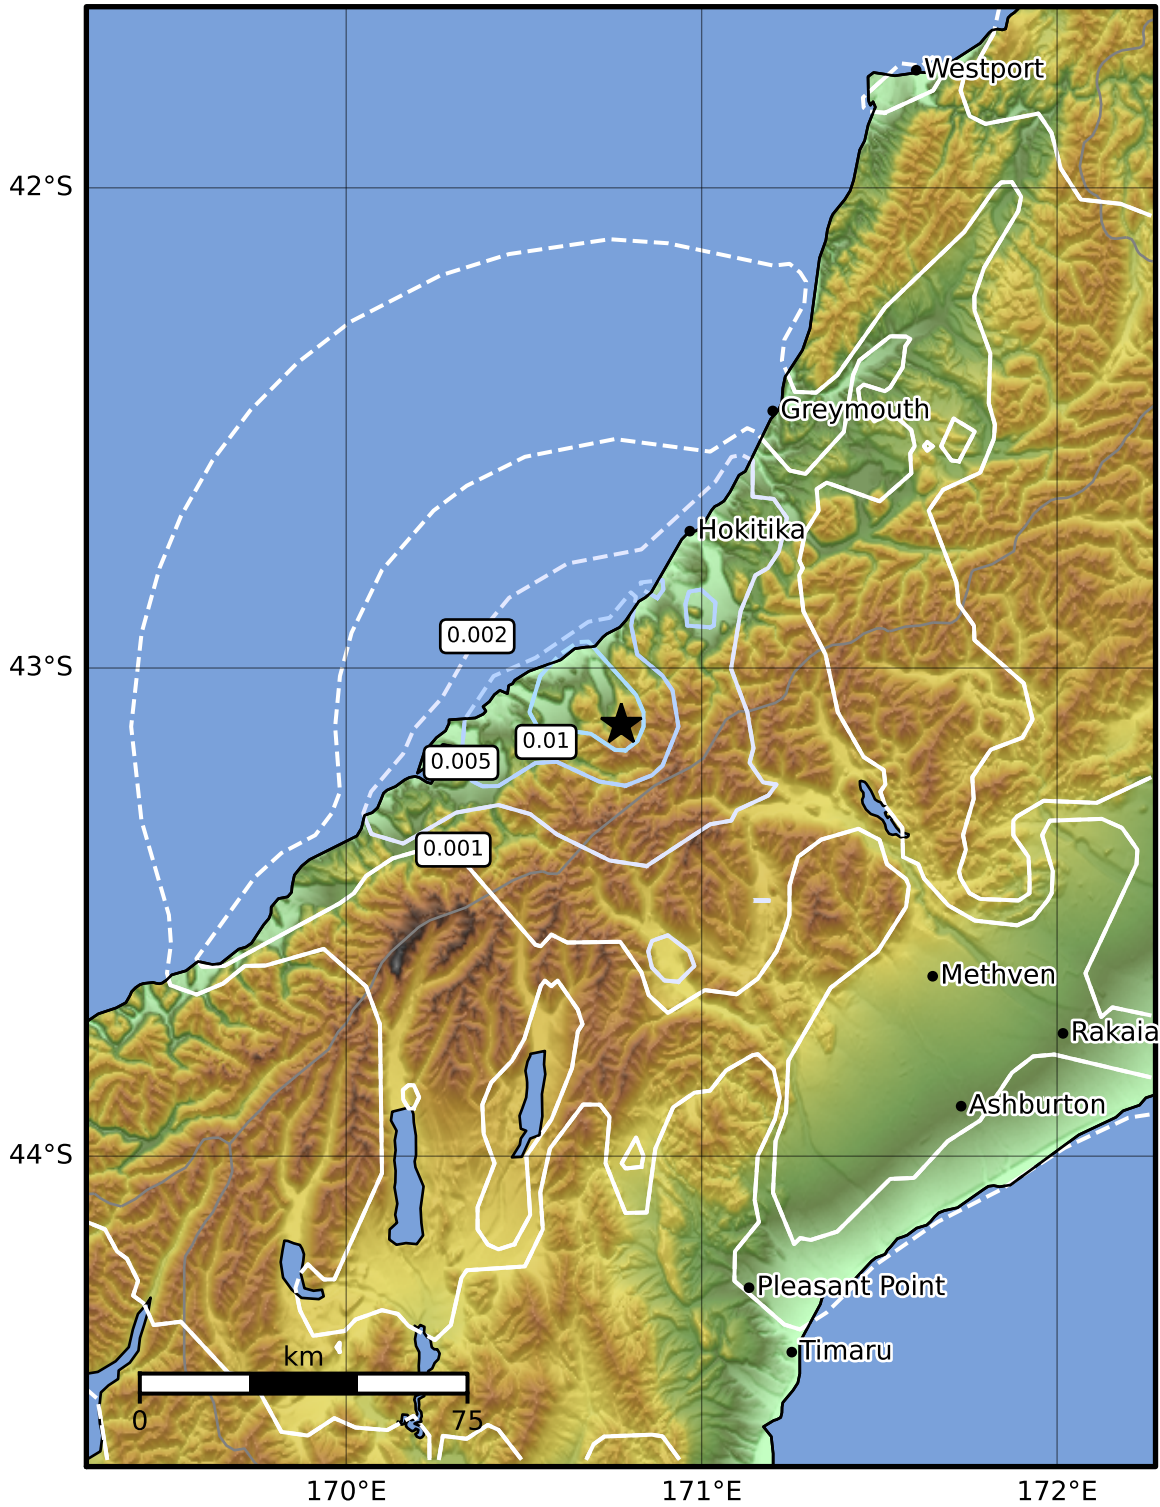 Westport
42°S
Greymouth
Hokitika
0.002
43°S
0.01
0.005
0.001
Methven
Rakaia
Ashburton
44°S
Pleasant Point
Timaru
km
0
75
170°E
171°E
172°E